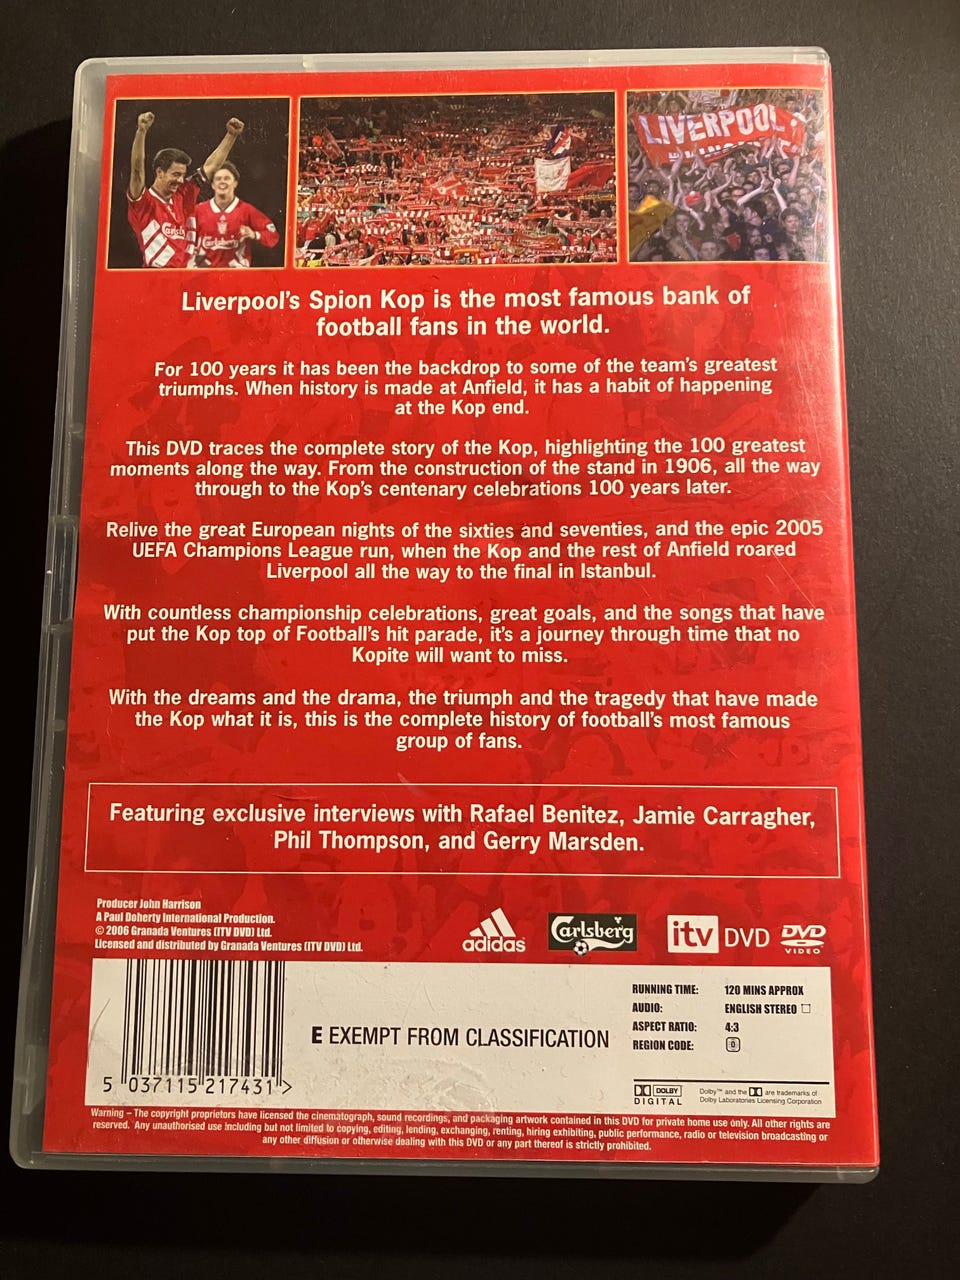 LIVERPOOL
Carlsberg
Liverpool's Spion Kop is the most famous bank of
football fans in the world.
For 100 years it has been the backdrop to some of the team's greatest
triumphs. When history is made at Anfield, it has a habit of happening
at the Kop end.
This DVD traces the complete story of the Kop, highlighting the 100 greatest
moments along the way. From the construction of the stand in 1906, all the way
through to the Kop's centenary celebrations 100 years later.
Relive the great European nights of the sixties and seventies, and the epic 2005
UEFA Champions League run, when the Kop and the rest of Anfield roared
Liverpool all the way to the final in Istanbul.
With countless championship celebrations, great goals, and the songs that have
put the Kop top of Football's hit parade, it's a journey through time that no
Kopite will want to miss.
With the dreams and the drama, the triumph and the tragedy that have made
the Kop what it is, this is the complete history of football's most famous
group of fans.
Featuring exclusive interviews with Rafael Benitez, Jamie Carragher,
Phil Thompson, and Gerry Marsden.
Producer John Harrison
A Paul Doherty International Production.
© 2006 Granada Ventures (ITV DVD) Ltd.
Licensed and distributed by Granada Ventures (ITV DVD) Ltd.
adidas
Carlsberg
itv DVD
DVD
VIDEO
RUNNING TIME: 120 MINS APPROX
AUDIO: ENGLISH STEREO
ASPECT RATIO: 4:3
REGION CODE: 0
E EXEMPT FROM CLASSIFICATION
5 037115 217431 >
DOLBY
DIGITAL
Dolby™ and the are trademarks of
Dolby Laboratories Licensing Corporation
Warning – The copyright proprietors have licensed the cinematograph, sound recordings, and packaging artwork contained in this DVD for private home use only. All other rights are
reserved. Any unauthorised use including but not limited to copying, editing, lending, exchanging, renting, hiring exhibiting, public performance, radio or television broadcasting or
any other diffusion or otherwise dealing with this DVD or any part thereof is strictly prohibited.